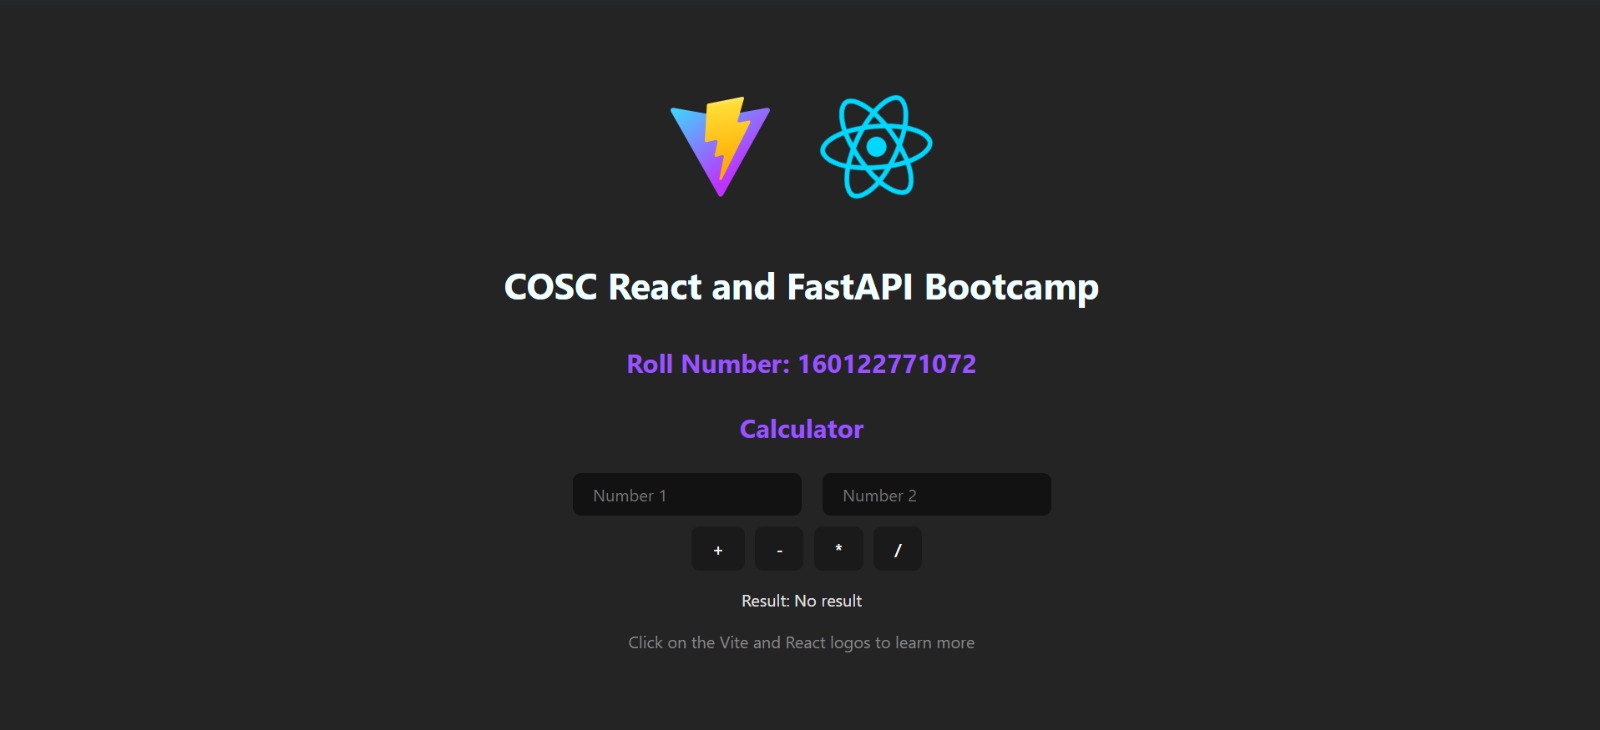 COSC React and FastAPI Bootcamp
Roll Number: 160122771072
Calculator
Number 1 Number 2
+ - * /
Result: No result
Click on the Vite and React logos to learn more